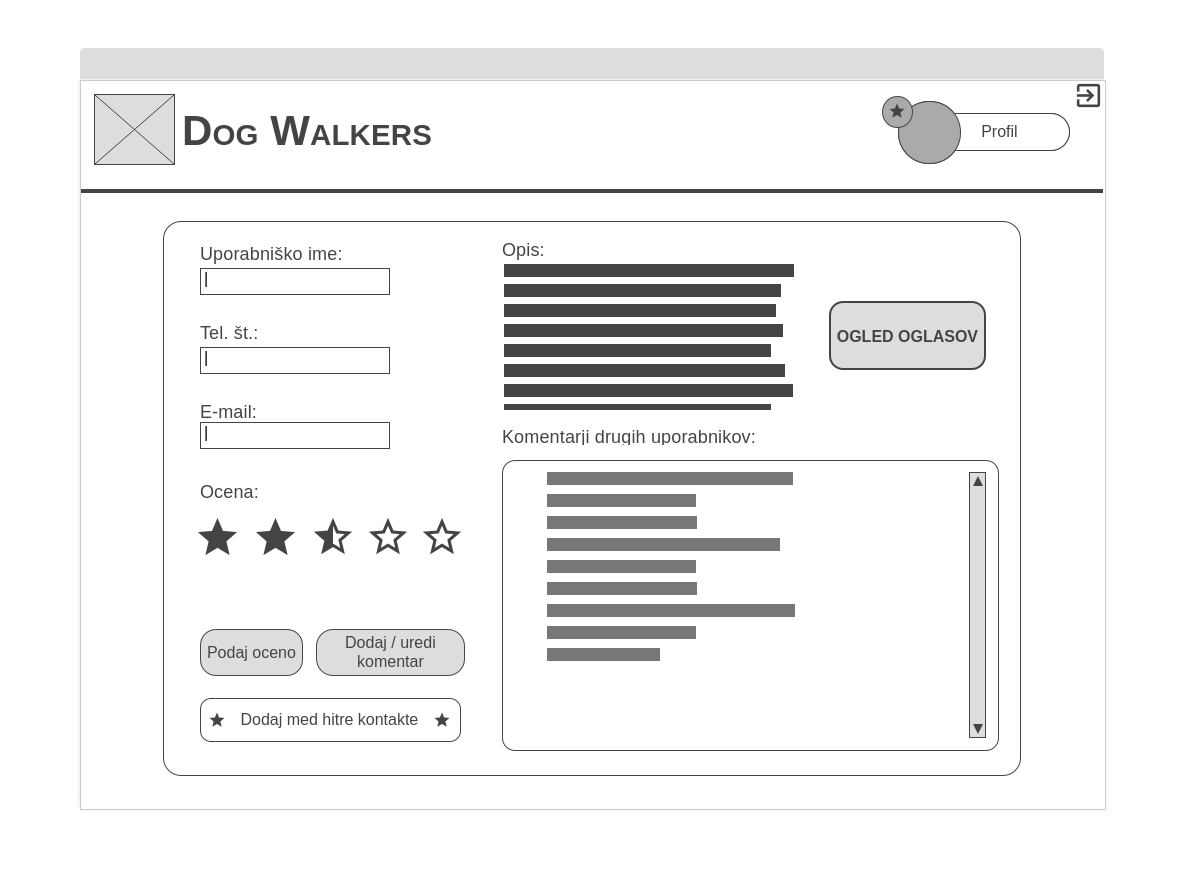 Dog Walkers
Profil
Uporabniško ime:
Tel. št.:
E-mail:
Ocena:
Podaj oceno
Dodaj / uredi
komentar
Dodaj med hitre kontakte
Opis:
OGLED OGLASOV
Komentarji drugih uporabnikov: